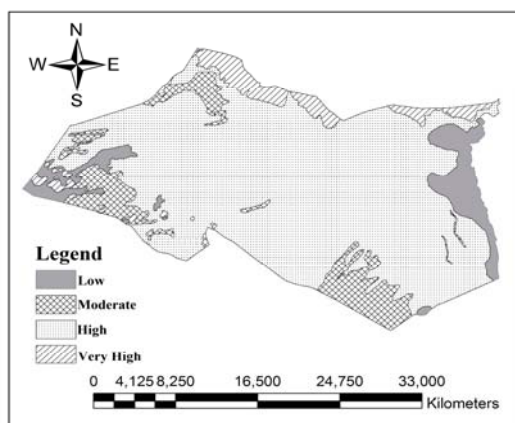 N
W E
S
Legend
Low
Moderate
High
Very High
0 4,125 8,250 16,500 24,750 33,000
Kilometers